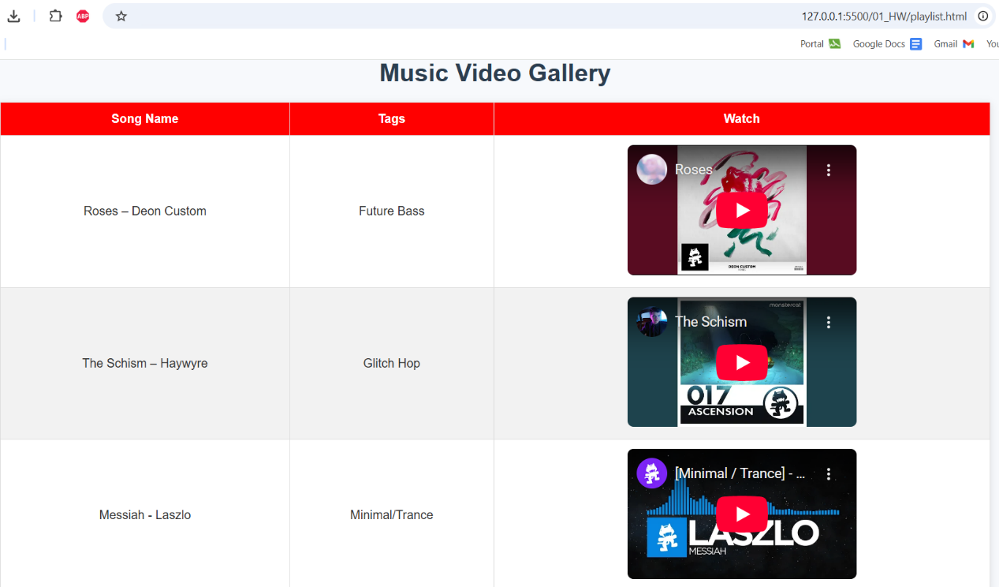 ABP
127.0.0.1:5500/01_HW/playlist.html
Portal Google Docs Gmail You
Music Video Gallery
Song Name Tags Watch
Roses
Roses – Deon Custom Future Bass
DEON CUSTOM
The Schism
monstercat
The Schism – Haywyre Glitch Hop
017
ASCENSION
[Minimal / Trance] - ...
Messiah - Laszlo Minimal/Trance
LASZLO
MESSIAH